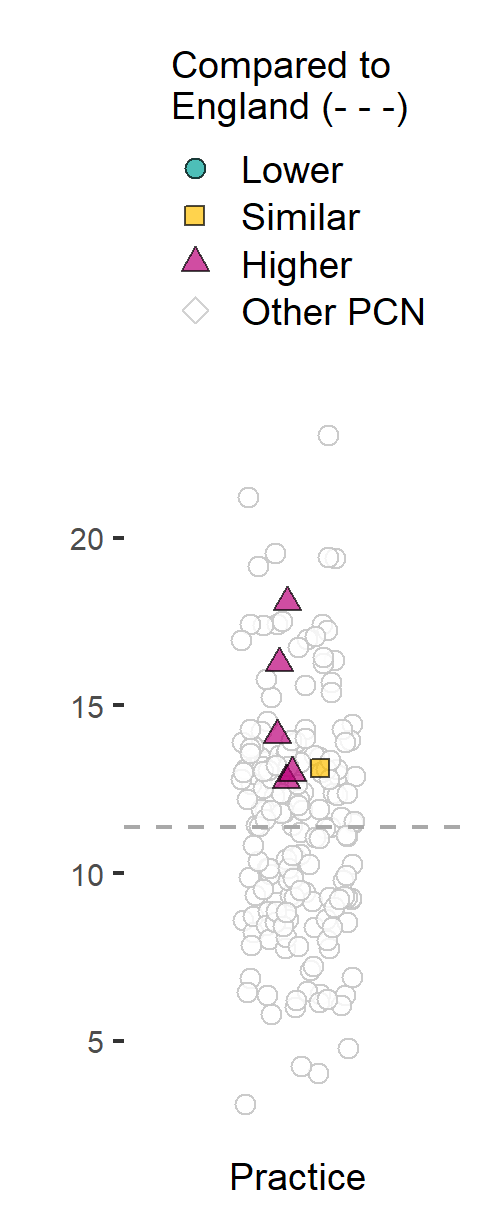 Compared to
England (- - -)
Lower
Similar
Higher
Other PCN
20
15
10
5
Practice